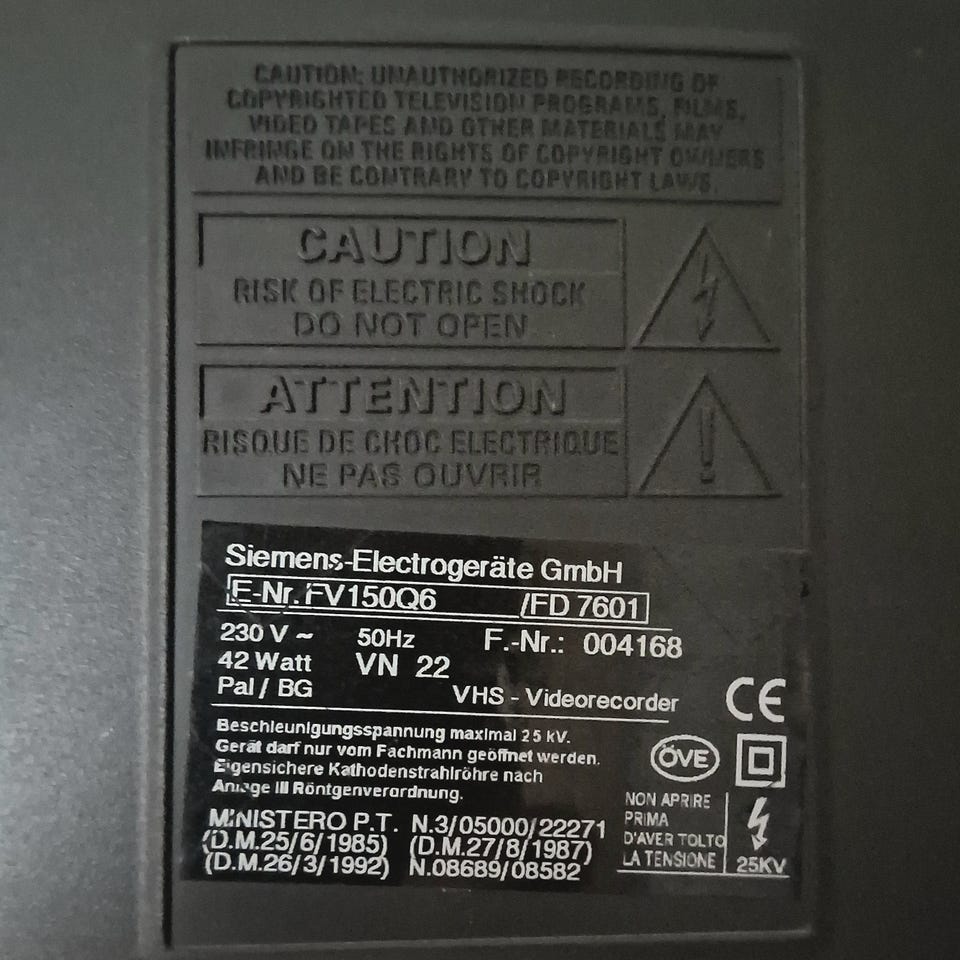 CAUTION: UNAUTHORIZED RECORDING OF
COPYRIGHTED TELEVISION PROGRAMS, FILMS,
VIDEO TAPES AND OTHER MATERIALS MAY
INFRINGE ON THE RIGHTS OF COPYRIGHT OWNERS
AND BE CONTRARY TO COPYRIGHT LAWS.
CAUTION
RISK OF ELECTRIC SHOCK
DO NOT OPEN
ATTENTION
RISQUE DE CHOC ELECTRIQUE
NE PAS OUVRIR
Siemens-Electrogeräte GmbH
E-Nr. FV150Q6 /FD 7601
230 V ~ 50Hz F.-Nr.: 004168
42 Watt VN 22
Pal / BG VHS - Videorecorder
CE
Beschleunigungsspannung maximal 25 kV.
Gerät darf nur vom Fachmann geöffnet werden.
Eigensichere Kathodenstrahlröhre nach
Anlage III Röntgenverordnung.
ÖVE
MINISTERO P.T. N.3/05000/22271
(D.M.25/6/1985) (D.M.27/8/1987)
(D.M.26/3/1992) N.08689/08582
NON APRIRE
PRIMA
D'AVER TOLTO
LA TENSIONE 25KV